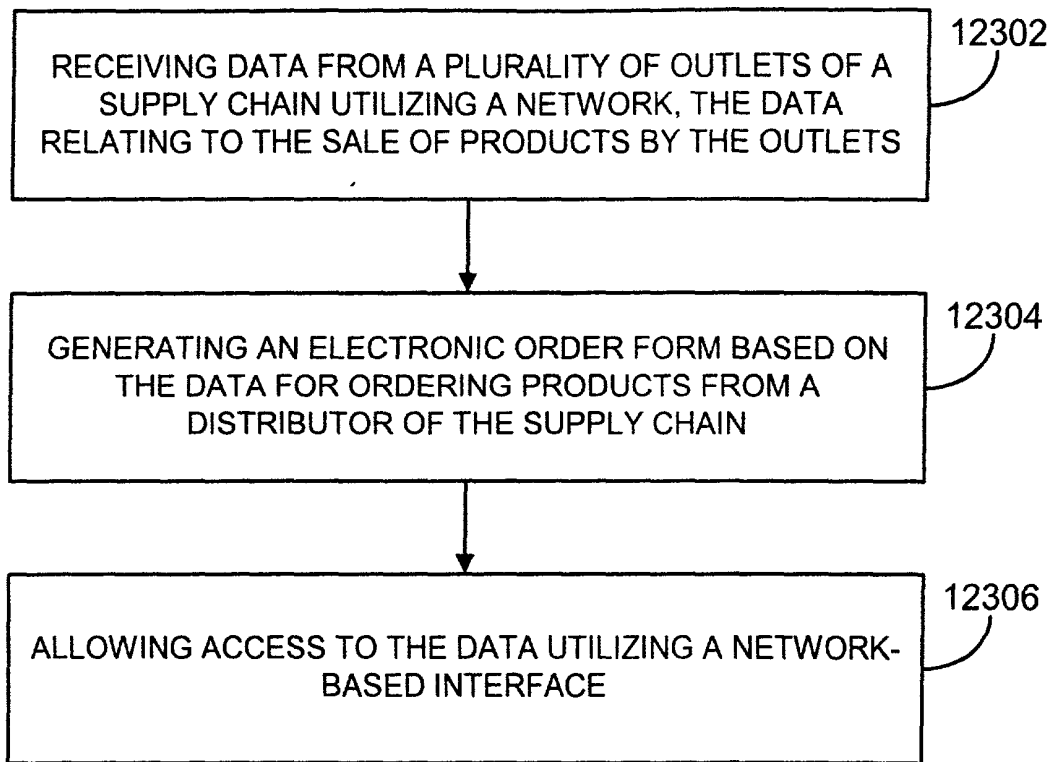 12302
RECEIVING DATA FROM A PLURALITY OF OUTLETS OF A
SUPPLY CHAIN UTILIZING A NETWORK, THE DATA
RELATING TO THE SALE OF PRODUCTS BY THE OUTLETS
12304
GENERATING AN ELECTRONIC ORDER FORM BASED ON
THE DATA FOR ORDERING PRODUCTS FROM A
DISTRIBUTOR OF THE SUPPLY CHAIN
12306
ALLOWING ACCESS TO THE DATA UTILIZING A NETWORK-
BASED INTERFACE